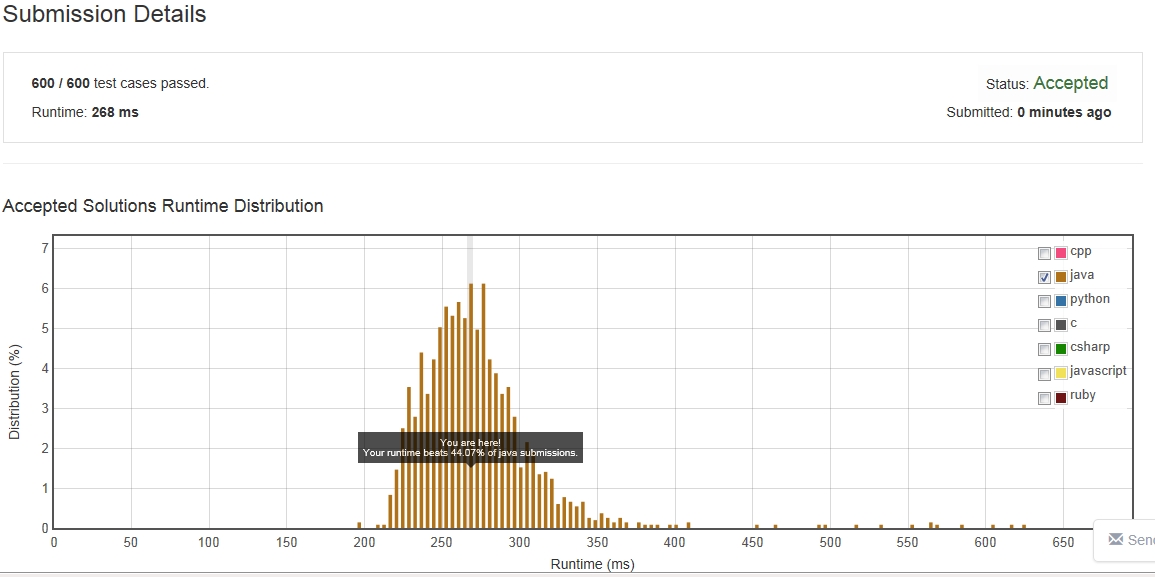 Submission Details
600 / 600 test cases passed.
Status: Accepted
Runtime: 268 ms
Submitted: 0 minutes ago
Accepted Solutions Runtime Distribution
7
6
5
4
3
2
1
0
Distribution (%)
cpp
java
python
c
csharp
javascript
ruby
You are here!
Your runtime beats 44.07% of java submissions.
0 50 100 150 200 250 300 350 400 450 500 550 600 650
Runtime (ms)